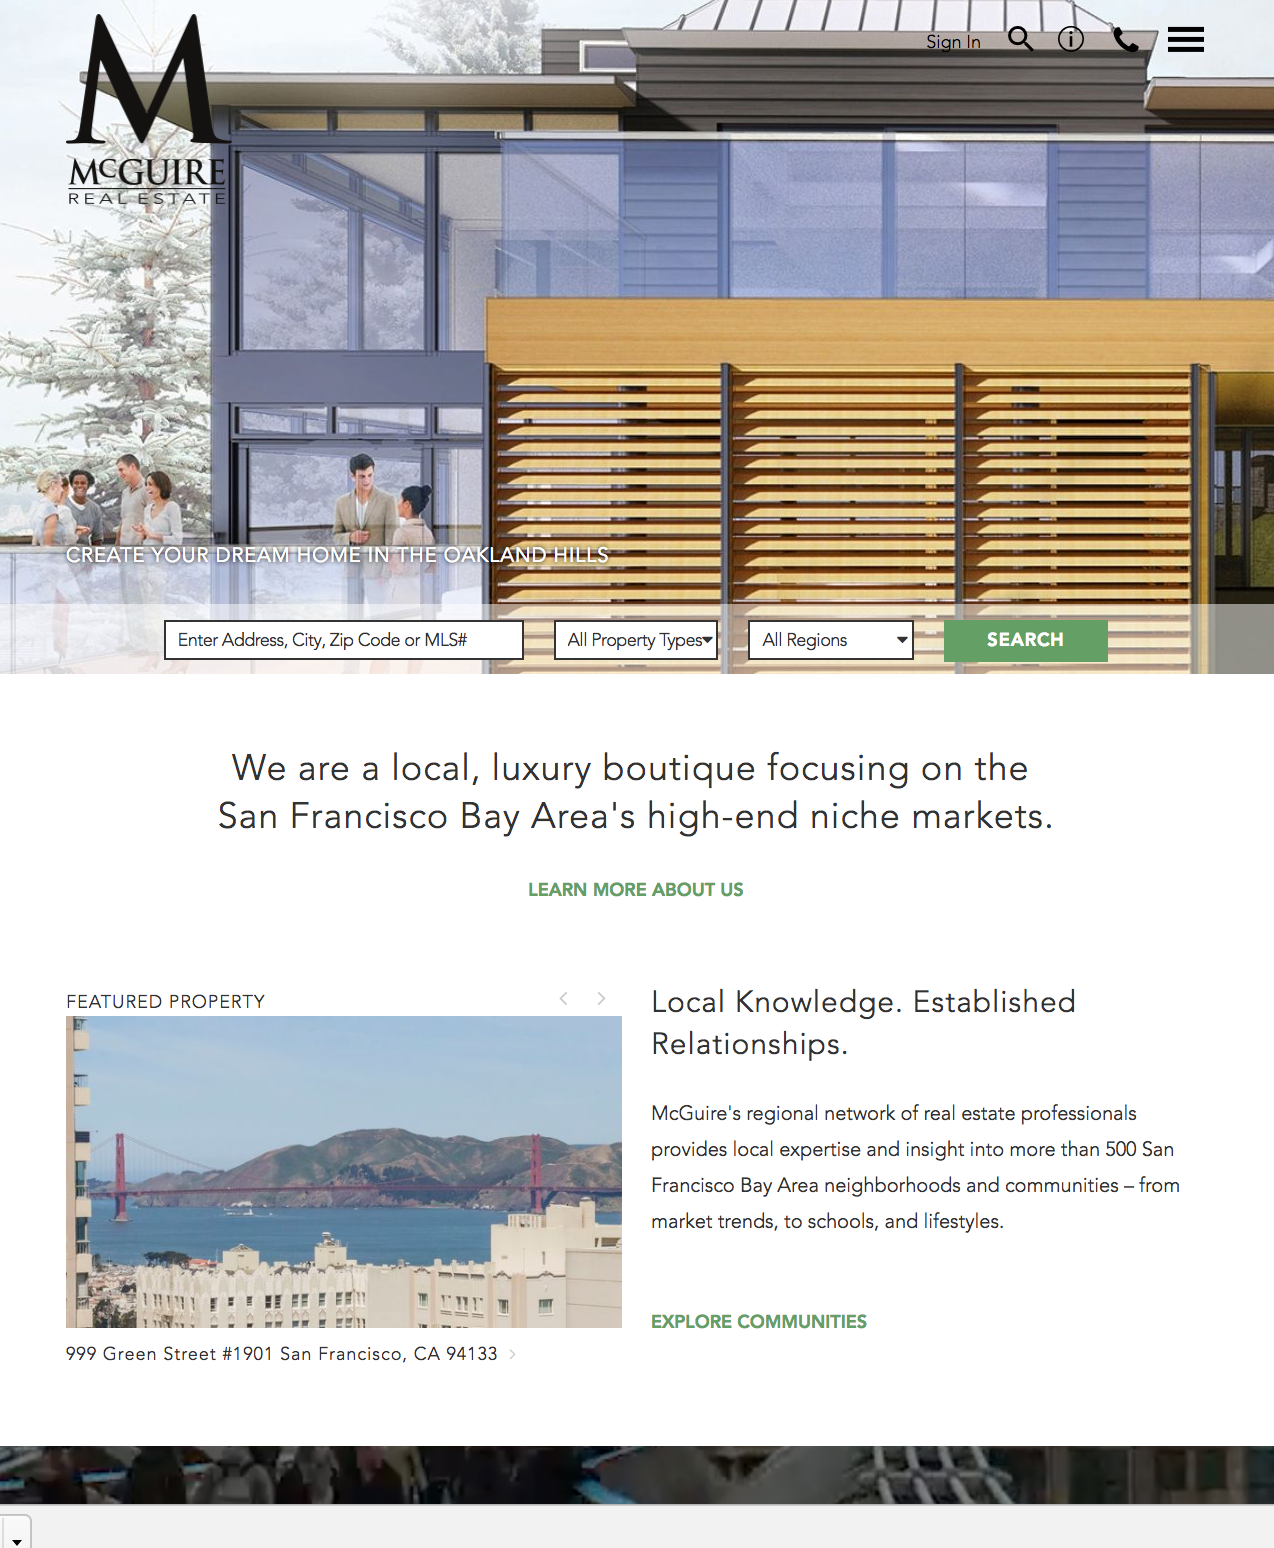 Sign In
M
McGUIRE
REAL ESTATE
CREATE YOUR DREAM HOME IN THE OAKLAND HILLS
Enter Address, City, Zip Code or MLS# All Property Types All Regions SEARCH
We are a local, luxury boutique focusing on the
San Francisco Bay Area's high-end niche markets.
LEARN MORE ABOUT US
FEATURED PROPERTY
999 Green Street #1901 San Francisco, CA 94133
Local Knowledge. Established
Relationships.
McGuire's regional network of real estate professionals
provides local expertise and insight into more than 500 San
Francisco Bay Area neighborhoods and communities – from
market trends, to schools, and lifestyles.
EXPLORE COMMUNITIES